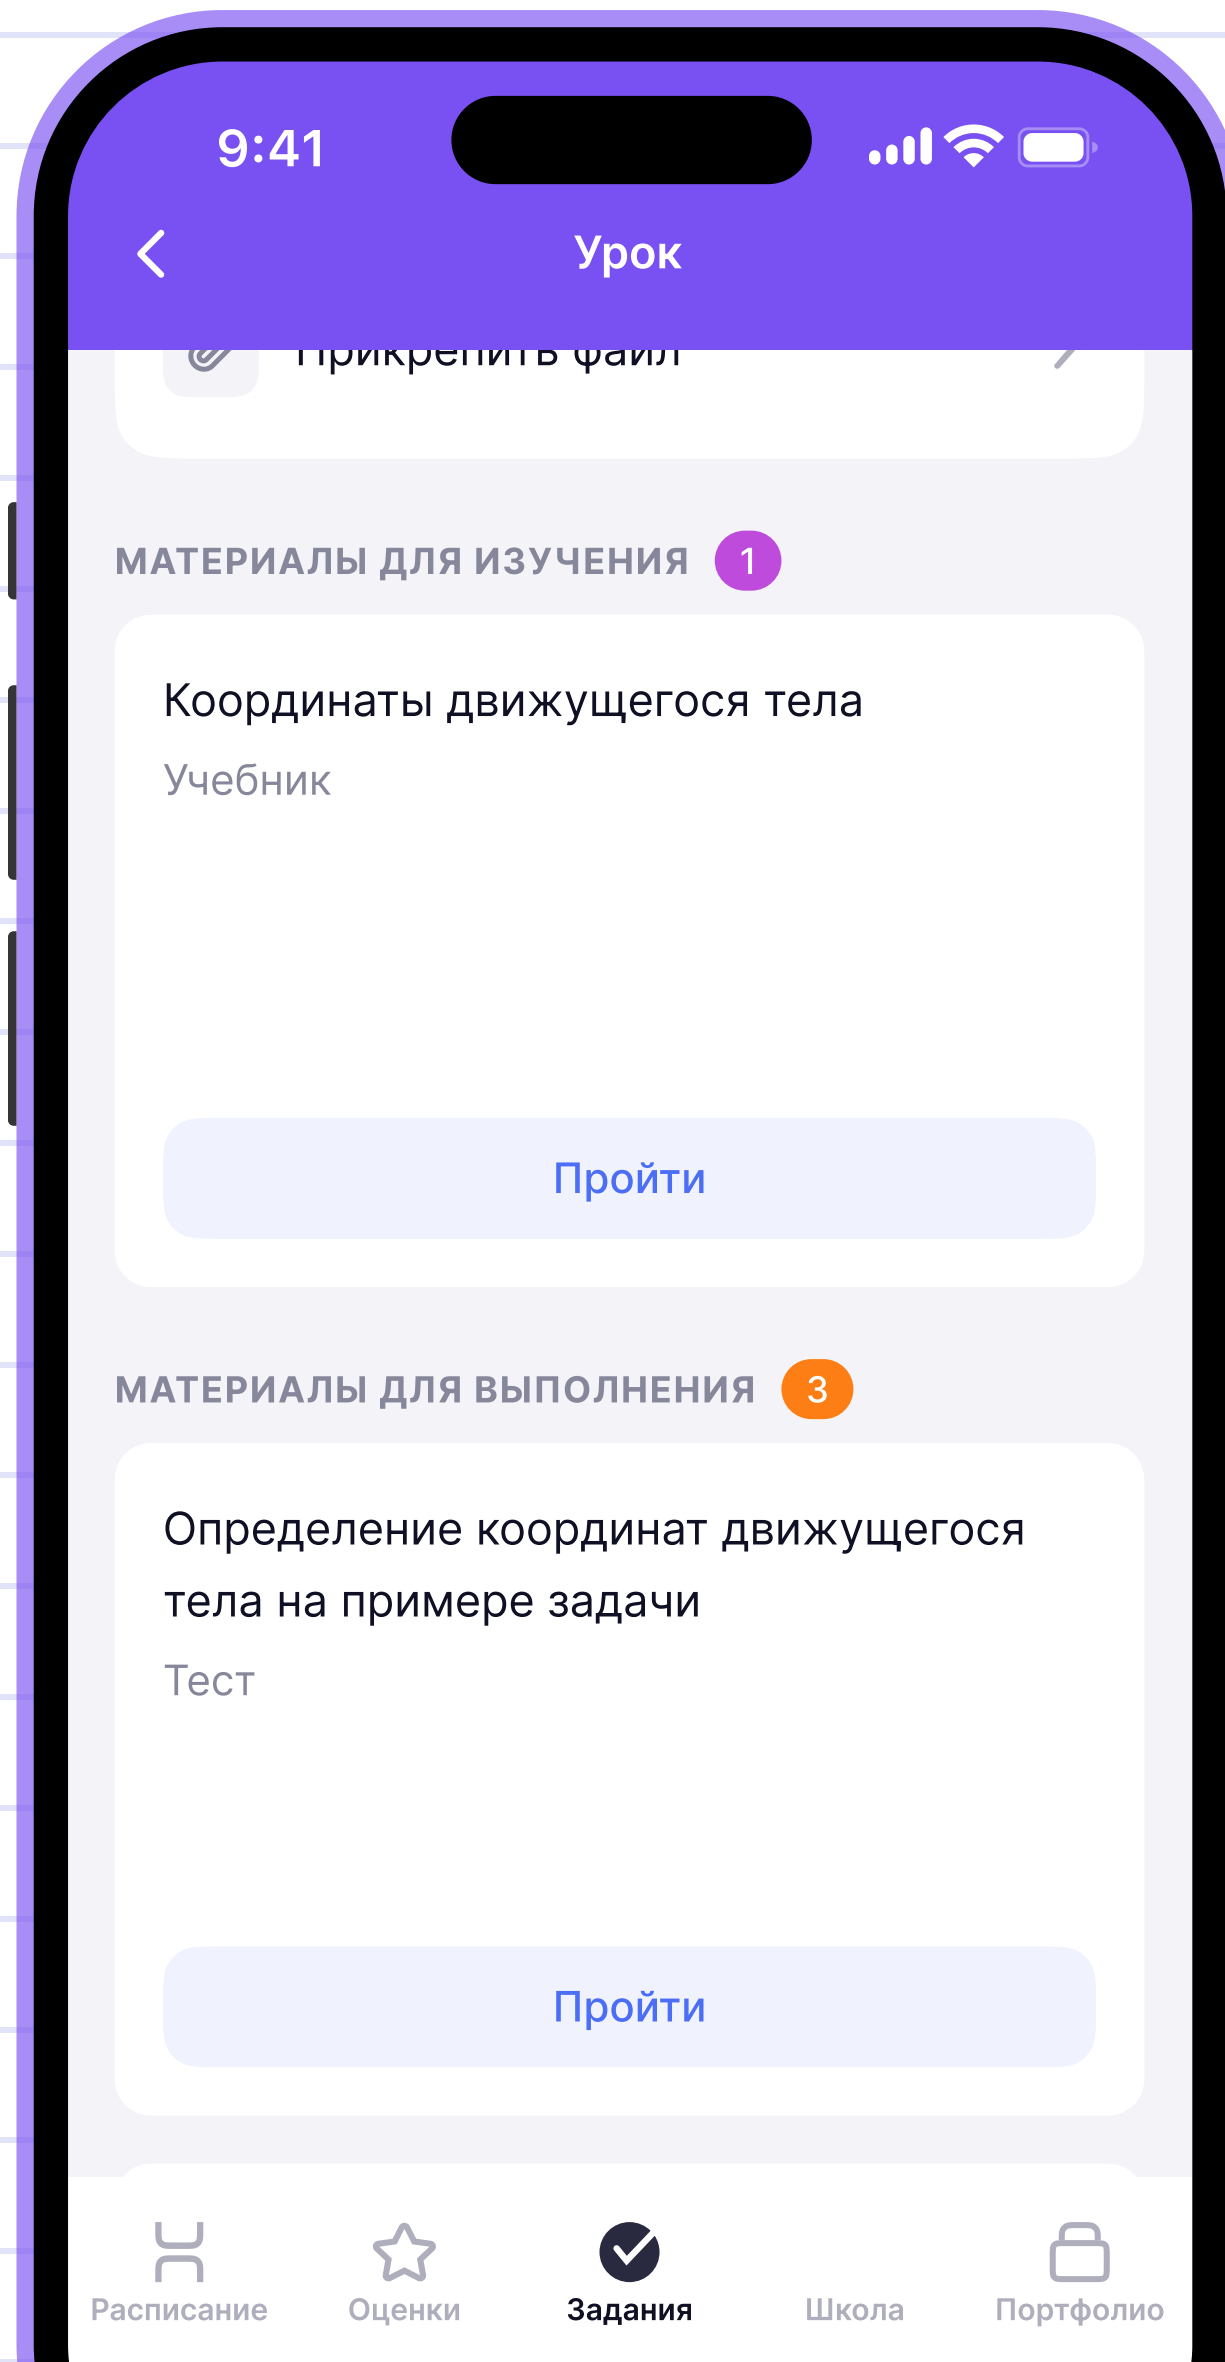 9:41
Урок
Прикрепить файл
МАТЕРИАЛЫ ДЛЯ ИЗУЧЕНИЯ 1
Координаты движущегося тела
Учебник
Пройти
МАТЕРИАЛЫ ДЛЯ ВЫПОЛНЕНИЯ 3
Определение координат движущегося
тела на примере задачи
Тест
Пройти
Расписание Оценки Задания Школа Портфолио